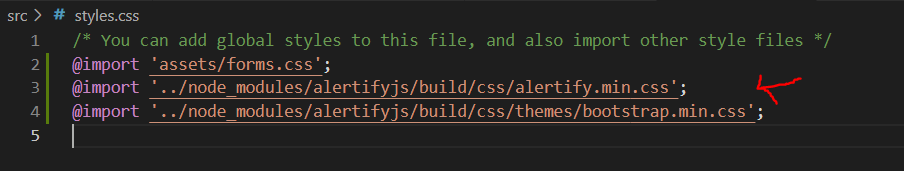 src > # styles.css
1 /* You can add global styles to this file, and also import other style files */
2 @import 'assets/forms.css';
3 @import '../node_modules/alertifyjs/build/css/alertify.min.css';
4 @import '../node_modules/alertifyjs/build/css/themes/bootstrap.min.css';
5